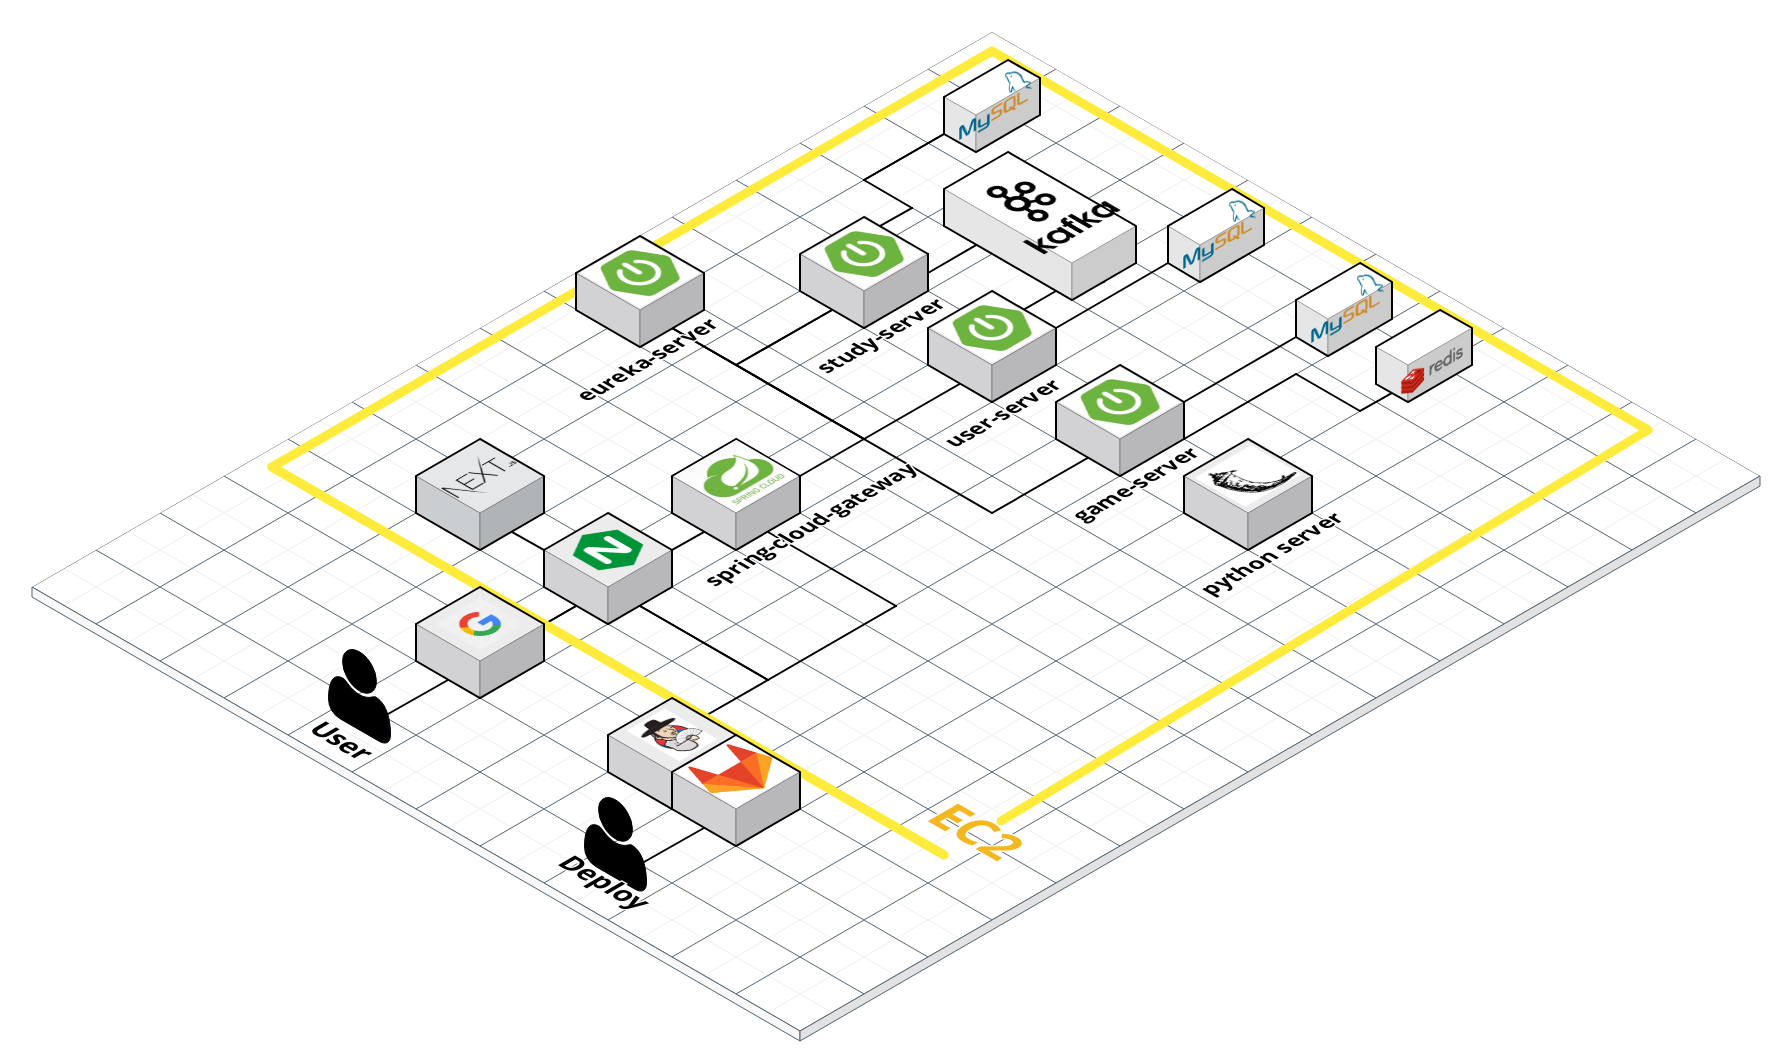 MySQL
kafka
MySQL
eureka-server
study-server
MySQL
redis
user-server
NEXT.JS
SPRING CLOUD
game-server
spring-cloud-gateway
N
python server
G
User
EC2
Deploy